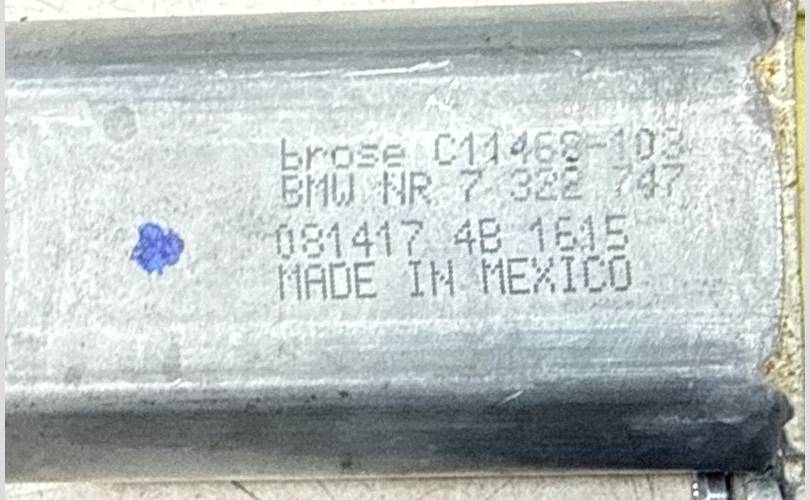 brose C11468-103
BMW NR 7 322 747
081417 4B 1615
MADE IN MEXICO